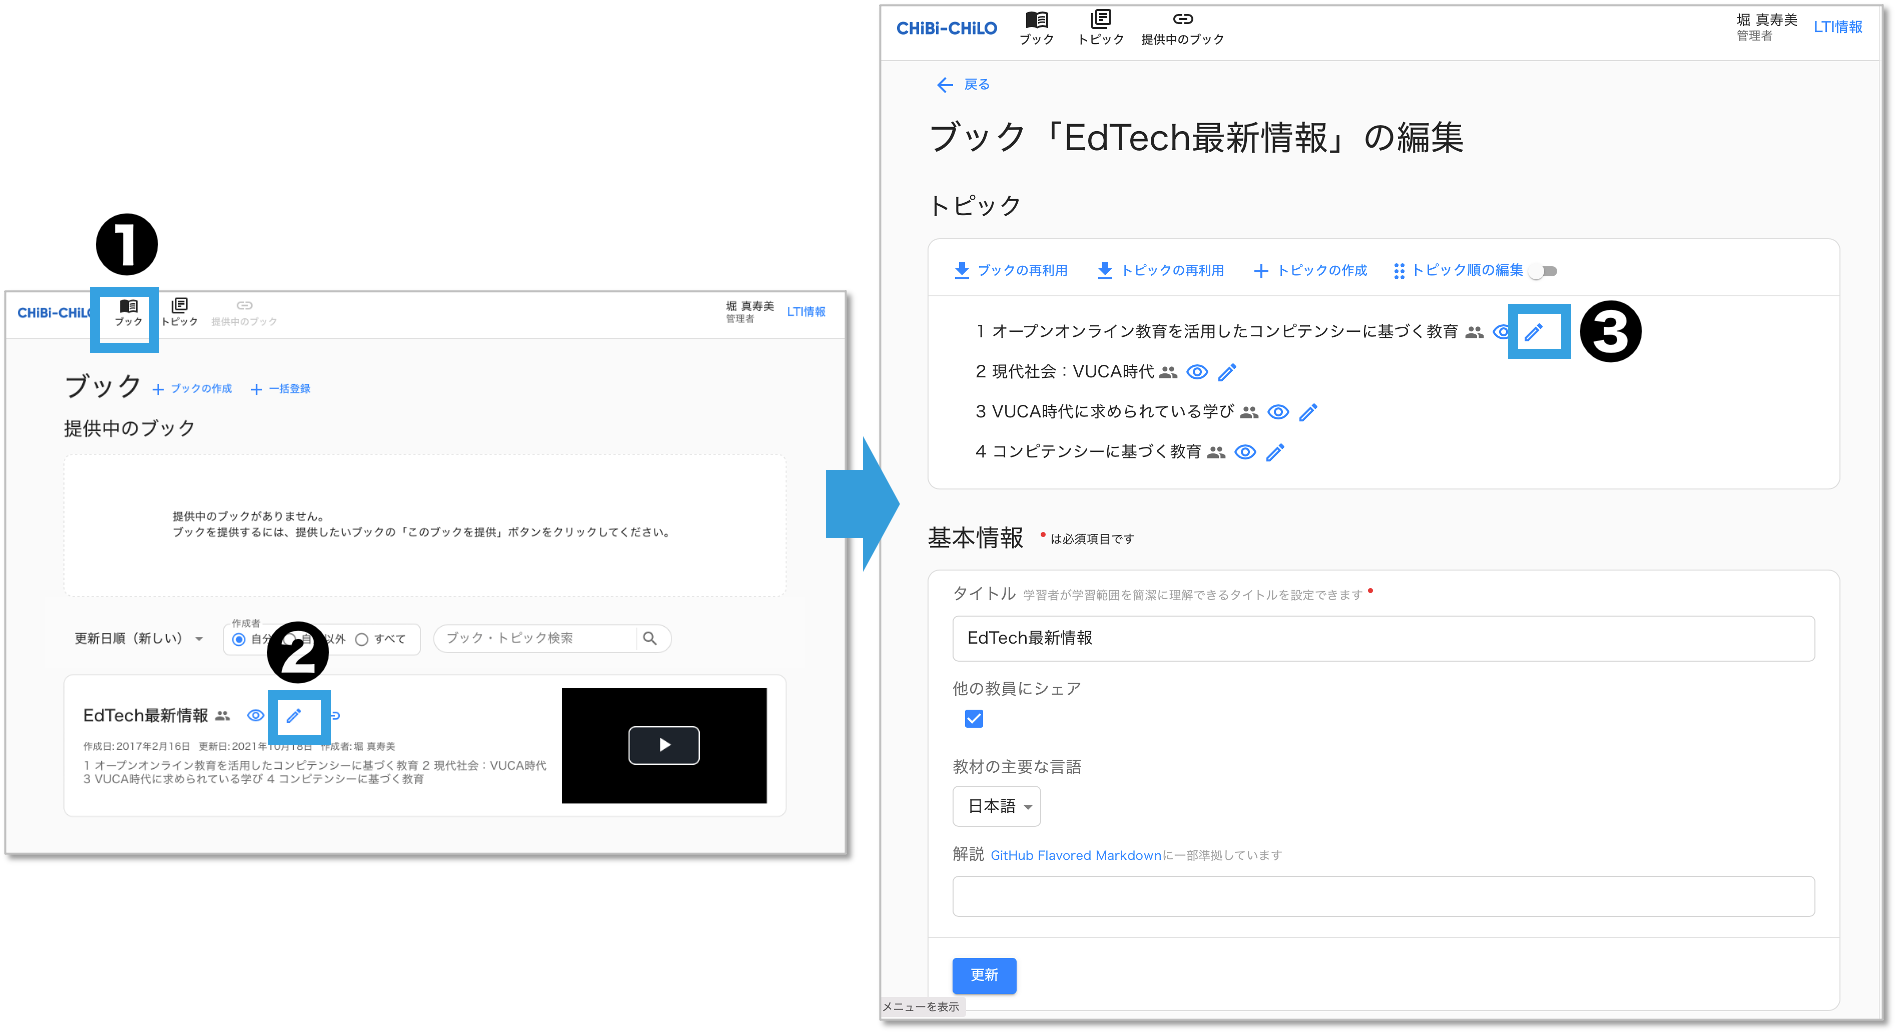 1
CHiBi-CHiLO
ブック
トピック
提供中のブック
堀 真寿美
管理者
LTI情報
ブック
ブックの作成
一括登録
提供中のブック
提供中のブックがありません。
ブックを提供するには、提供したいブックの「このブックを提供」ボタンをクリックしてください。
更新日順（新しい）
作成者
自分
以外
すべて
ブック・トピック検索
2
EdTech最新情報
作成日:2017年2月16日 更新日:2021年10月18日 作成者:堀 真寿美
1 オープンオンライン教育を活用したコンピテンシーに基づく教育 2 現代社会：VUCA時代
3 VUCA時代に求められている学び 4 コンピテンシーに基づく教育
CHiBi-CHiLO
ブック
トピック
提供中のブック
堀 真寿美
管理者
LTI情報
戻る
ブック「EdTech最新情報」の編集
トピック
ブックの再利用
トピックの再利用
トピックの作成
トピック順の編集
1 オープンオンライン教育を活用したコンピテンシーに基づく教育
3
2 現代社会：VUCA時代
3 VUCA時代に求められている学び
4 コンピテンシーに基づく教育
基本情報 * は必須項目です
タイトル 学習者が学習範囲を簡潔に理解できるタイトルを設定できます *
EdTech最新情報
他の教員にシェア
教材の主要な言語
日本語
解説 GitHub Flavored Markdownに一部準拠しています
更新
メニューを表示